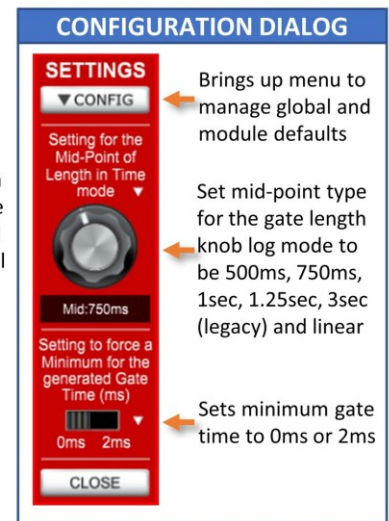 CONFIGURATION DIALOG
SETTINGS
▼ CONFIG
Brings up menu to
manage global and
module defaults
Setting for the
Mid-Point of
Length in Time
mode ▼
Set mid-point type
for the gate length
knob log mode to
be 500ms, 750ms,
1sec, 1.25sec, 3sec
(legacy) and linear
Mid:750ms
Setting to force a
Minimum for the
generated Gate
Time (ms)
▼
0ms 2ms
Sets minimum gate
time to 0ms or 2ms
CLOSE